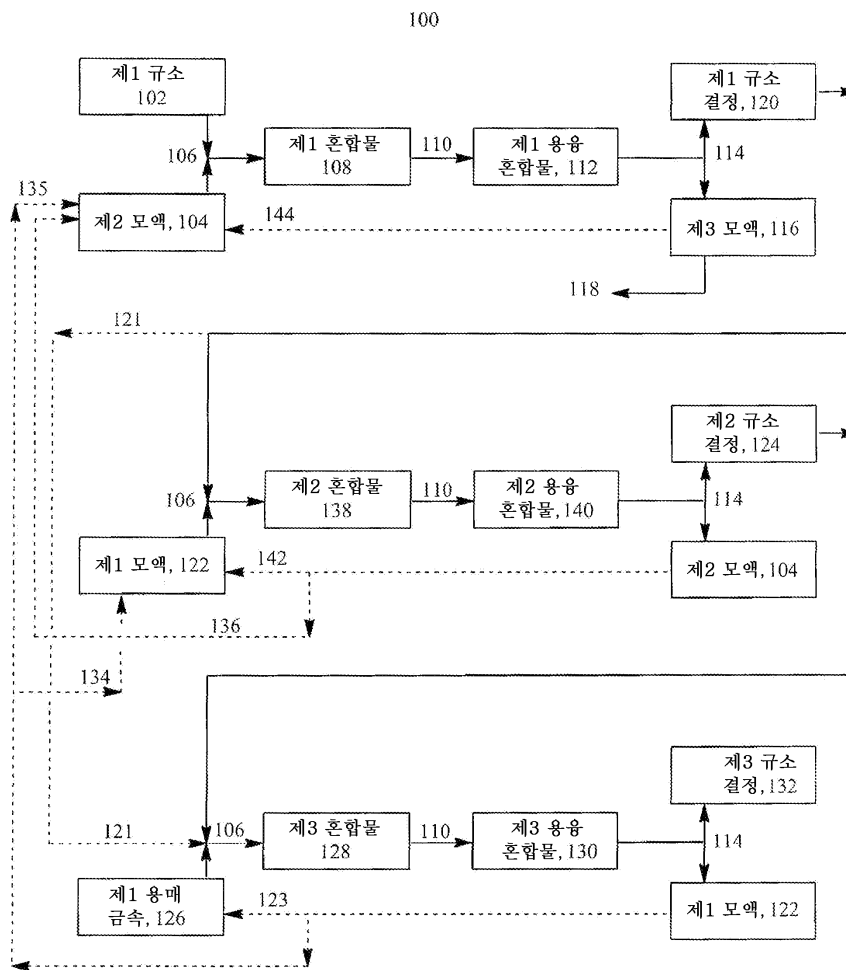 100
제1 규소
102
제1 규소
결정, 120
106
제1 혼합물
108
110
제1 용융
혼합물, 112
114
135
제2 모액, 104
144
제3 모액, 116
118
121
제2 규소
결정, 124
106
제2 혼합물
138
110
제2 용융
혼합물, 140
114
제1 모액, 122
142
제2 모액, 104
136
134
제3 규소
결정, 132
121
106
제3 혼합물
128
110
제3 용융
혼합물, 130
114
제1 용매
금속, 126
123
제1 모액, 122